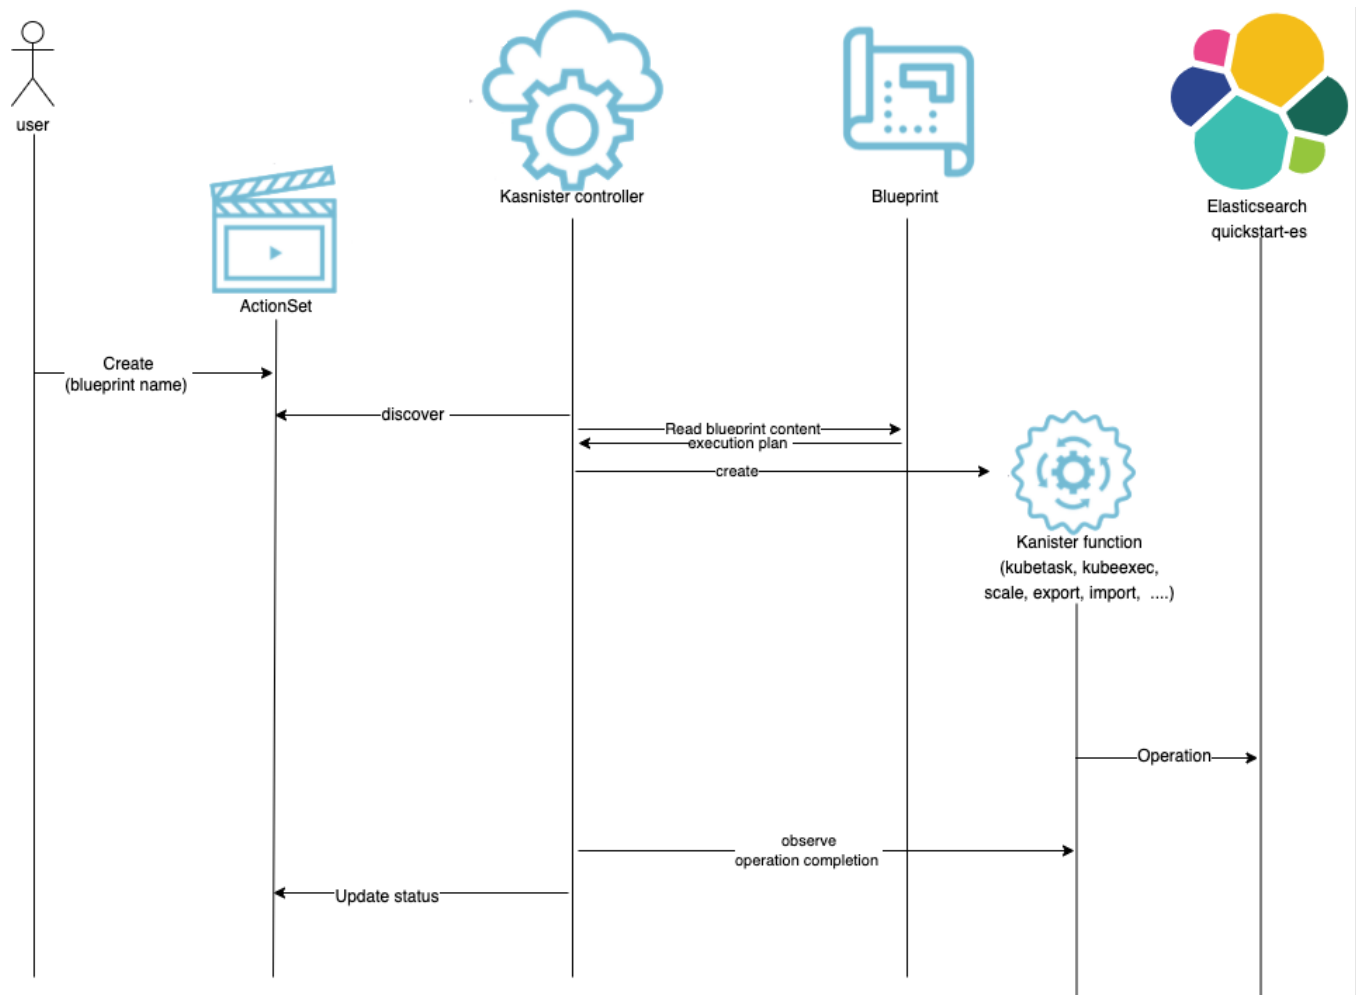 user
Kasnister controller
Blueprint
Elasticsearch
quickstart-es
ActionSet
Create
(blueprint name)
discover
Read blueprint content
execution plan
create
Kanister function
(kubetask, kubeexec,
scale, export, import,  ....)
Operation
observe
operation completion
Update status